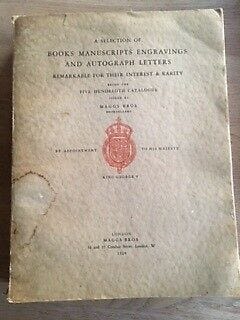 A SELECTION OF
BOOKS MANUSCRIPTS ENGRAVINGS
AND AUTOGRAPH LETTERS
REMARKABLE FOR THEIR INTEREST & RARITY
BEING THE
FIVE HUNDREDTH CATALOGUE
ISSUED BY
MAGGS BROS
BOOKSELLERS
BY APPOINTMENT TO HIS MAJESTY
KING GEORGE V
LONDON
MAGGS BROS
34 and 35 Conduit Street, London, W
1928